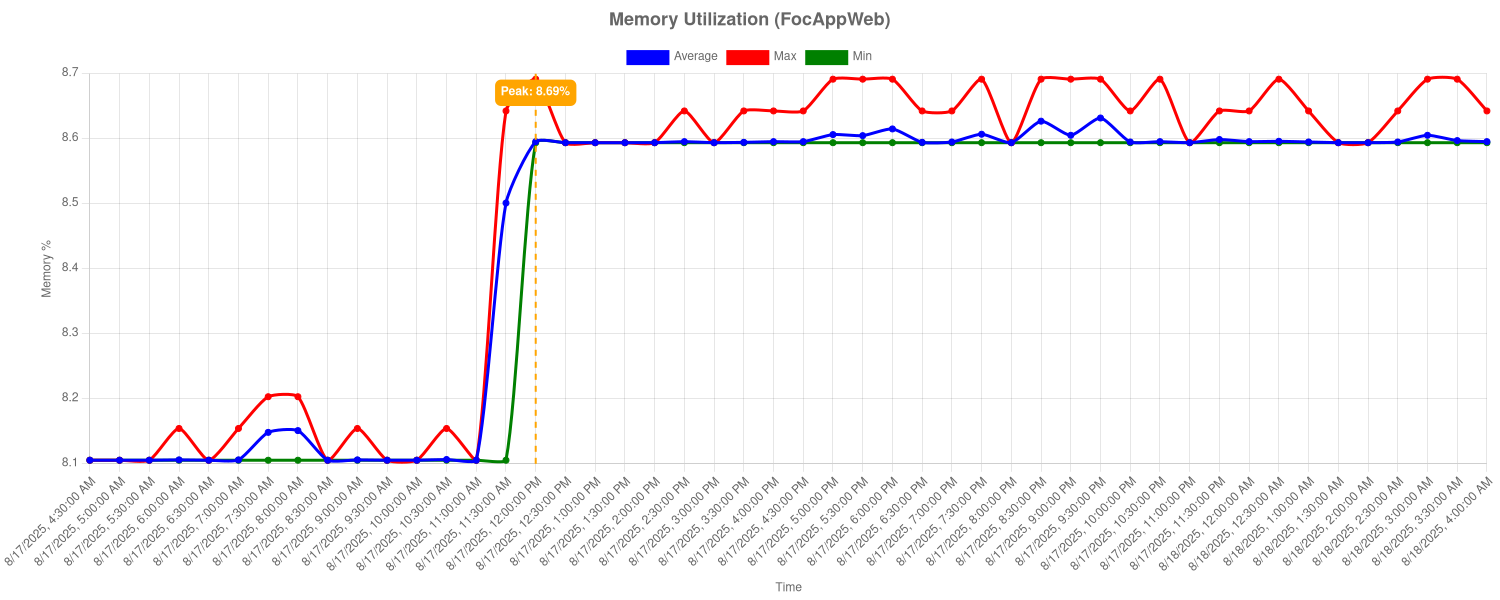 Memory Utilization (FocAppWeb)
Average Max Min
Peak: 8.69%
8.7
8.6
8.5
8.4
8.3
8.2
8.1
Memory %
8/17/2025, 4:30:00 AM
8/17/2025, 5:00:00 AM
8/17/2025, 5:30:00 AM
8/17/2025, 6:00:00 AM
8/17/2025, 6:30:00 AM
8/17/2025, 7:00:00 AM
8/17/2025, 7:30:00 AM
8/17/2025, 8:00:00 AM
8/17/2025, 8:30:00 AM
8/17/2025, 9:00:00 AM
8/17/2025, 9:30:00 AM
8/17/2025, 10:00:00 AM
8/17/2025, 10:30:00 AM
8/17/2025, 11:00:00 AM
8/17/2025, 11:30:00 AM
8/17/2025, 12:00:00 PM
8/17/2025, 12:30:00 PM
8/17/2025, 1:00:00 PM
8/17/2025, 1:30:00 PM
8/17/2025, 2:00:00 PM
8/17/2025, 2:30:00 PM
8/17/2025, 3:00:00 PM
8/17/2025, 3:30:00 PM
8/17/2025, 4:00:00 PM
8/17/2025, 4:30:00 PM
8/17/2025, 5:00:00 PM
8/17/2025, 5:30:00 PM
8/17/2025, 6:00:00 PM
8/17/2025, 6:30:00 PM
8/17/2025, 7:00:00 PM
8/17/2025, 7:30:00 PM
8/17/2025, 8:00:00 PM
8/17/2025, 8:30:00 PM
8/17/2025, 9:00:00 PM
8/17/2025, 9:30:00 PM
8/17/2025, 10:00:00 PM
8/17/2025, 10:30:00 PM
8/17/2025, 11:00:00 PM
8/17/2025, 11:30:00 PM
8/18/2025, 12:00:00 AM
8/18/2025, 12:30:00 AM
8/18/2025, 1:00:00 AM
8/18/2025, 1:30:00 AM
8/18/2025, 2:00:00 AM
8/18/2025, 2:30:00 AM
8/18/2025, 3:00:00 AM
8/18/2025, 3:30:00 AM
8/18/2025, 4:00:00 AM
Time